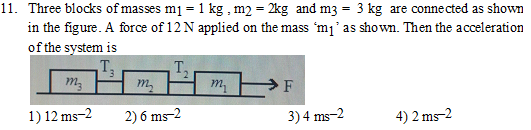 11. Three blocks of masses m1 = 1 kg , m2 = 2kg and m3 = 3 kg are connected as shown
in the figure. A force of 12 N applied on the mass 'm1' as shown. Then the acceleration
of the system is
T3 T2
m3 m2 m1 F
1) 12 ms-2 2) 6 ms-2 3) 4 ms-2 4) 2 ms-2